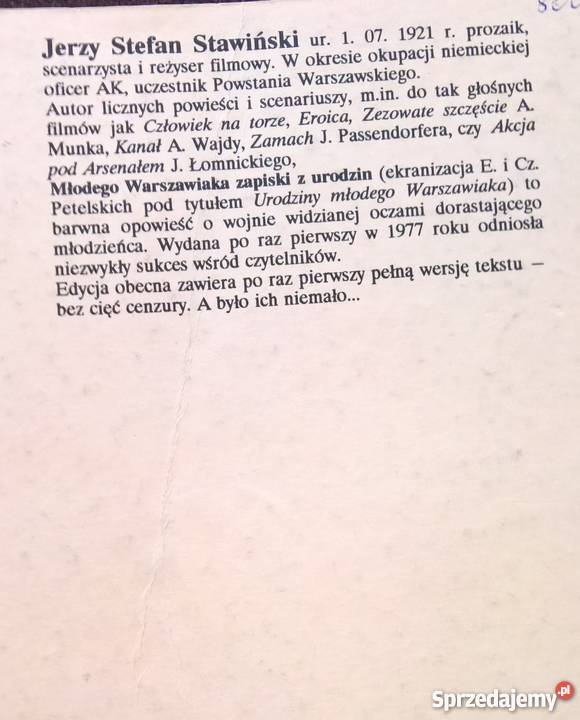 Jerzy Stefan Stawiński ur. 1. 07. 1921 r. prozaik,
scenarzysta i reżyser filmowy. W okresie okupacji niemieckiej
oficer AK, uczestnik Powstania Warszawskiego.
Autor licznych powieści i scenariuszy, m.in. do tak głośnych
filmów jak Człowiek na torze, Eroica, Zezowate szczęście A.
Munka, Kanał A. Wajdy, Zamach J. Passendorfera, czy Akcja
pod Arsenałem J. Łomnickiego,
Młodego Warszawiaka zapiski z urodzin (ekranizacja E. i Cz.
Petelskich pod tytułem Urodziny młodego Warszawiaka) to
barwna opowieść o wojnie widzianej oczami dorastającego
młodzieńca. Wydana po raz pierwszy w 1977 roku odniosła
niezwykły sukces wśród czytelników.
Edycja obecna zawiera po raz pierwszy pełną wersję tekstu —
bez cięć cenzury. A było ich niemało...
Sprzedajemy.pl